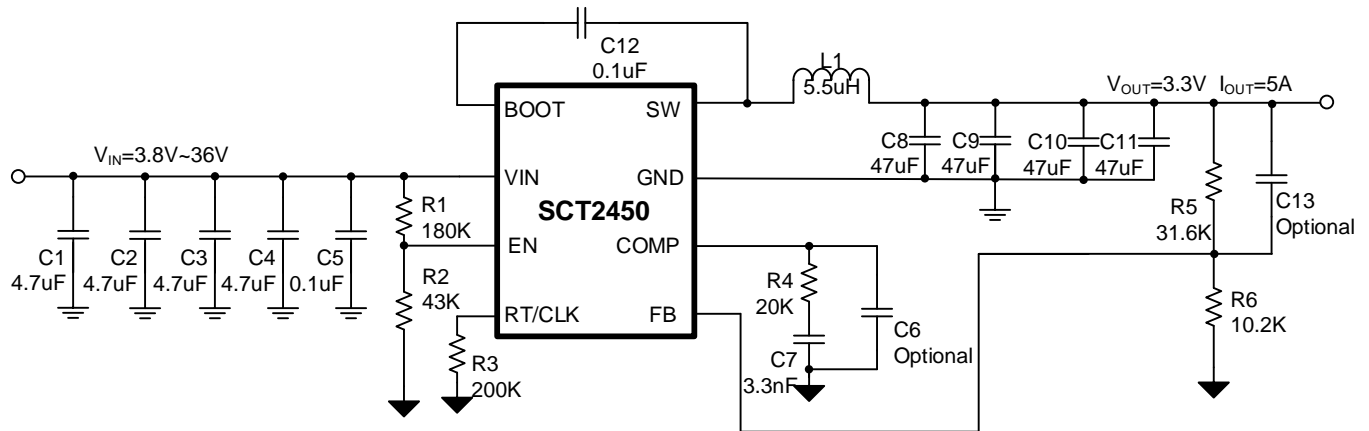 C12
0.1uF
L1
5.5uH
VOUT=3.3V IOUT=5A
BOOT
SW
C8
47uF
C9
47uF
C10
47uF
C11
47uF
VIN=3.8V~36V
VIN
GND
SCT2450
R1
180K
EN
COMP
R5
31.6K
C13
Optional
C1
4.7uF
C2
4.7uF
C3
4.7uF
C4
4.7uF
C5
0.1uF
R2
43K
RT/CLK
FB
R4
20K
C6
Optional
R6
10.2K
R3
200K
C7
3.3nF